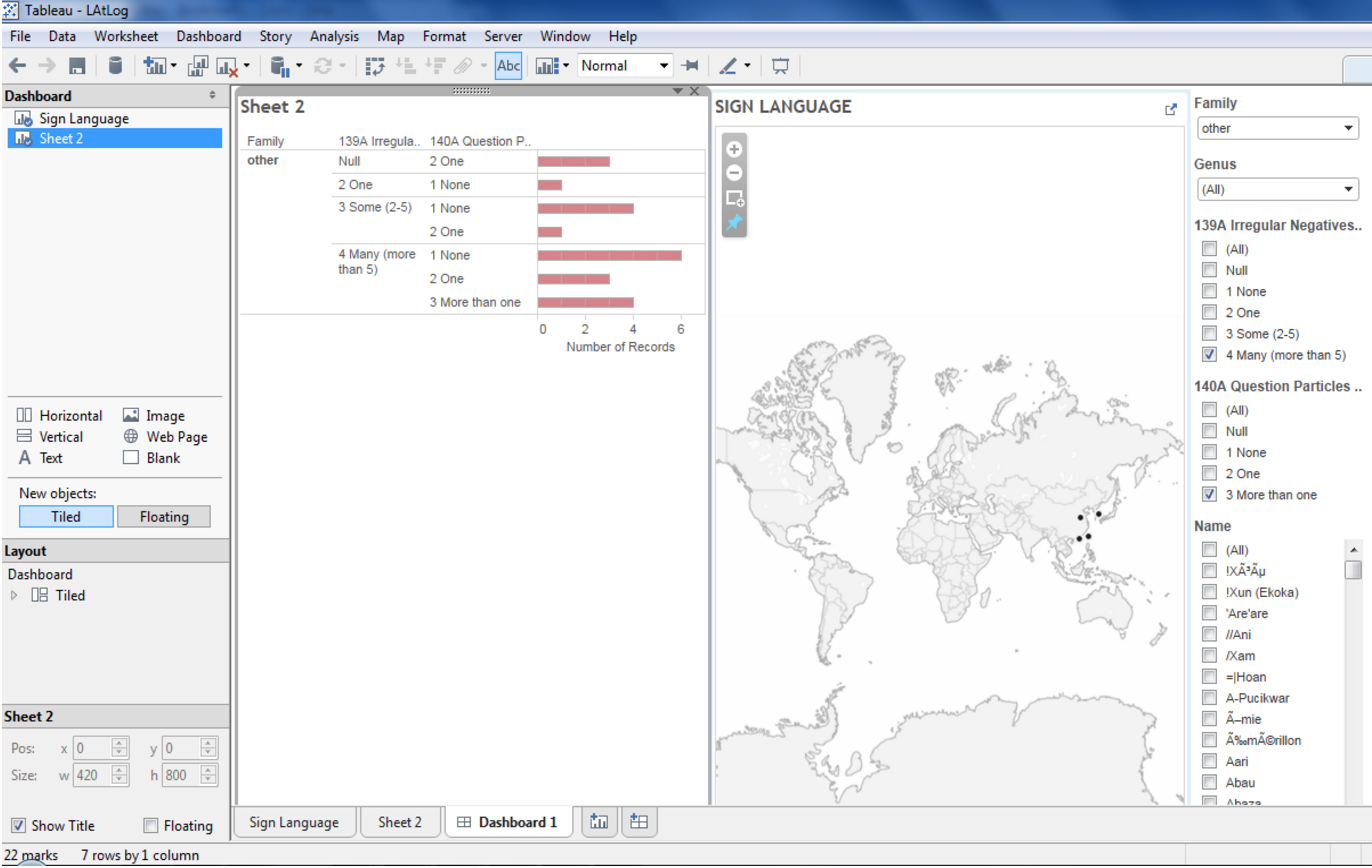 Tableau - LAtLog
File Data Worksheet Dashboard Story Analysis Map Format Server Window Help
Abc Normal
Dashboard
Sign Language
Sheet 2
Horizontal Image
Vertical Web Page
A Text Blank
New objects:
Tiled Floating
Layout
Dashboard
Tiled
Sheet 2
Pos: x 0 y 0
Size: w 420 h 800
Show Title Floating
Sheet 2
Family 139A Irregula.. 140A Question P..
other Null 2 One
2 One 1 None
3 Some (2-5) 1 None
2 One
4 Many (more 1 None
than 5) 2 One
3 More than one
0 2 4 6
Number of Records
SIGN LANGUAGE
Family
other
Genus
(All)
139A Irregular Negatives..
(All)
Null
1 None
2 One
3 Some (2-5)
4 Many (more than 5)
140A Question Particles ..
(All)
Null
1 None
2 One
3 More than one
Name
(All)
!XÃ³Ãµ
!Xun (Ekoka)
'Are'are
//Ani
/Xam
=|Hoan
A-Pucikwar
Ã–mie
Ã‰mÃ©rillon
Aari
Abau
Abaza
Sign Language Sheet 2 Dashboard 1
22 marks 7 rows by 1 column